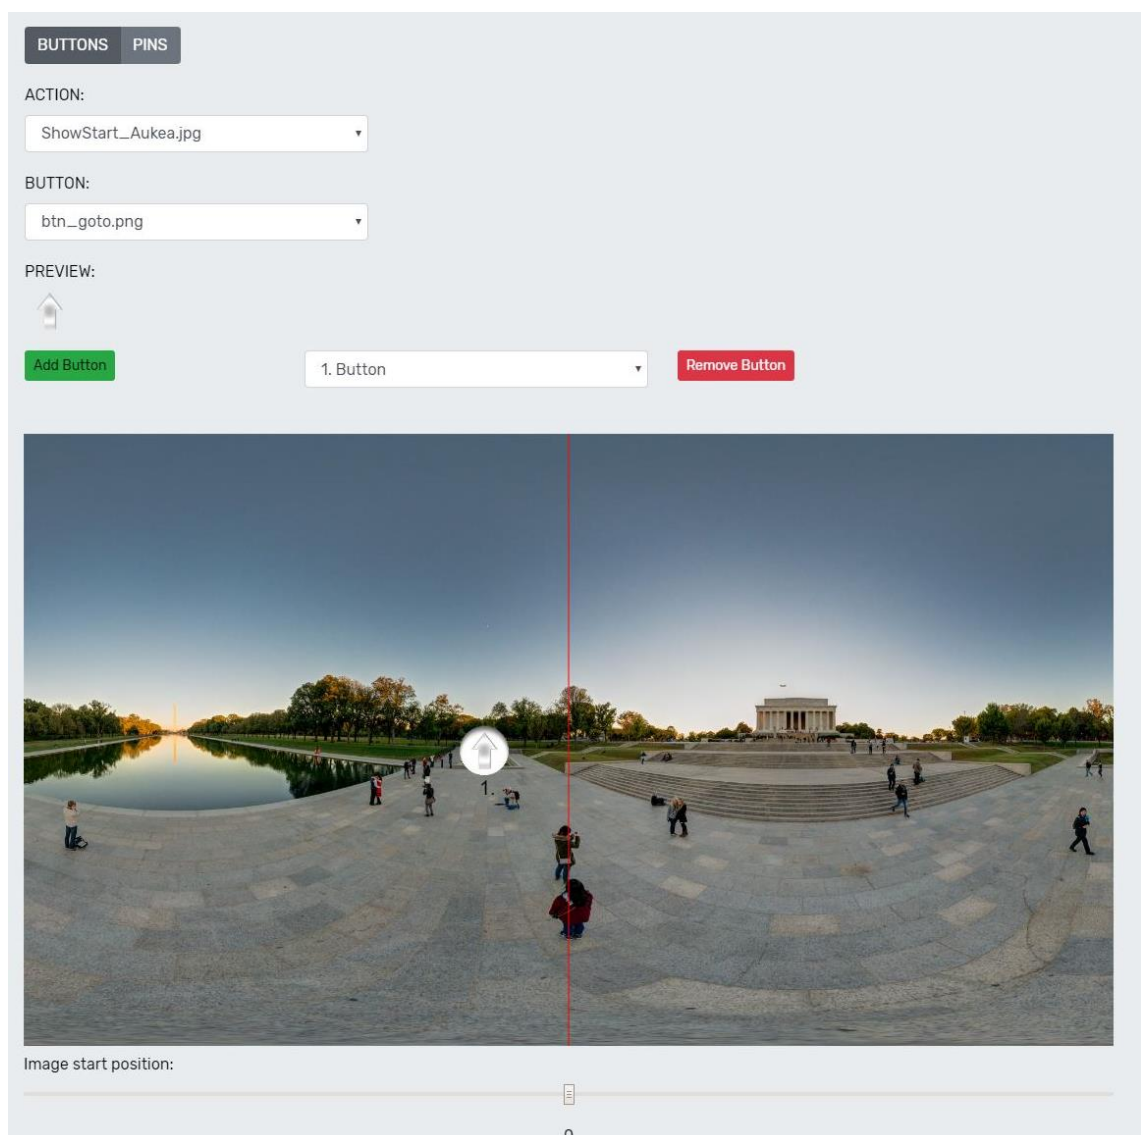 BUTTONS PINS
ACTION:
ShowStart_Aukea.jpg
BUTTON:
btn_goto.png
PREVIEW:
Add Button
1. Button
Remove Button
1.
Image start position: